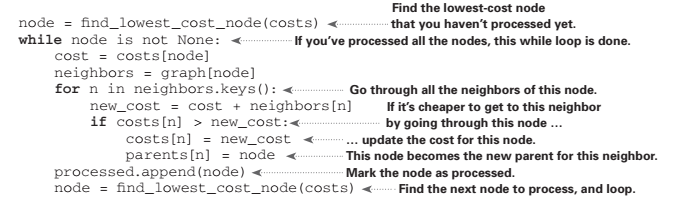 Find the lowest-cost node
node = find_lowest_cost_node(costs) that you haven't processed yet.
while node is not None: If you've processed all the nodes, this while loop is done.
cost = costs[node]
neighbors = graph[node]
for n in neighbors.keys(): Go through all the neighbors of this node.
new_cost = cost + neighbors[n] If it's cheaper to get to this neighbor
if costs[n] > new_cost: by going through this node …
costs[n] = new_cost … update the cost for this node.
parents[n] = node This node becomes the new parent for this neighbor.
processed.append(node) Mark the node as processed.
node = find_lowest_cost_node(costs) Find the next node to process, and loop.